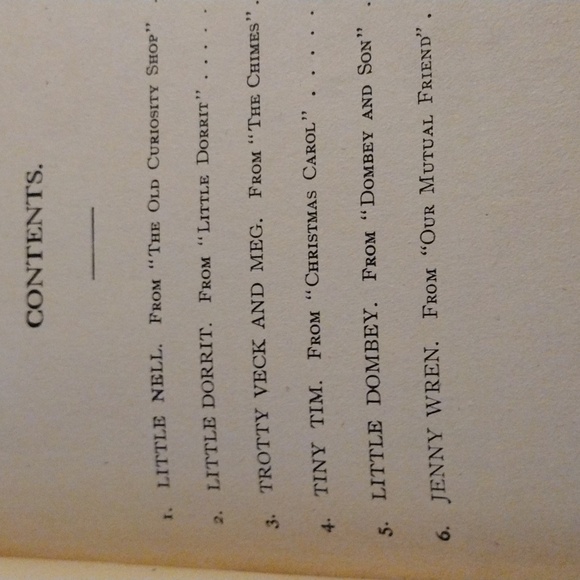 CONTENTS.
1. LITTLE NELL. From "The Old Curiosity Shop" .
2. LITTLE DORRIT. From "Little Dorrit" . . . . .
3. TROTTY VECK AND MEG. From "The Chimes" .
4. TINY TIM. From "Christmas Carol" . . . . .
5. LITTLE DOMBEY. From "Dombey and Son" .
6. JENNY WREN. From "Our Mutual Friend" .